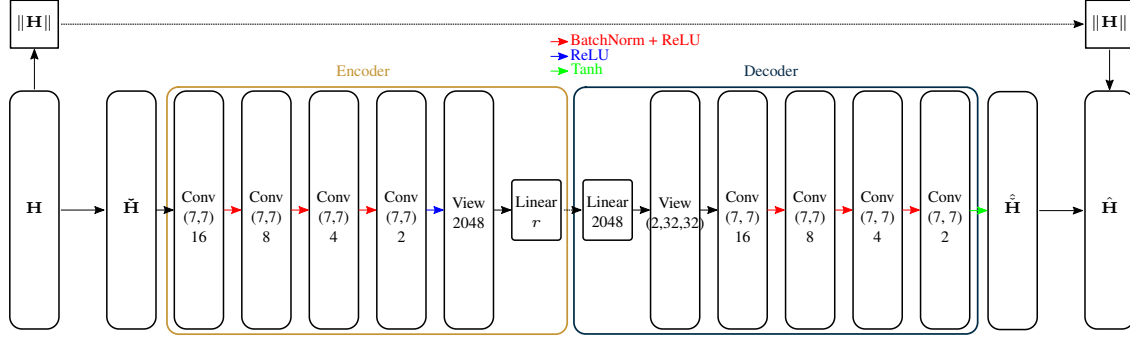 ‖H‖
‖H‖
BatchNorm + ReLU
ReLU
Tanh
Encoder
Decoder
H
Ȟ
Conv
(7,7)
16
Conv
(7,7)
8
Conv
(7,7)
4
Conv
(7,7)
2
View
2048
Linear
r
Linear
2048
View
(2,32,32)
Conv
(7, 7)
16
Conv
(7, 7)
8
Conv
(7, 7)
4
Conv
(7, 7)
2
Ȟ̂
Ĥ